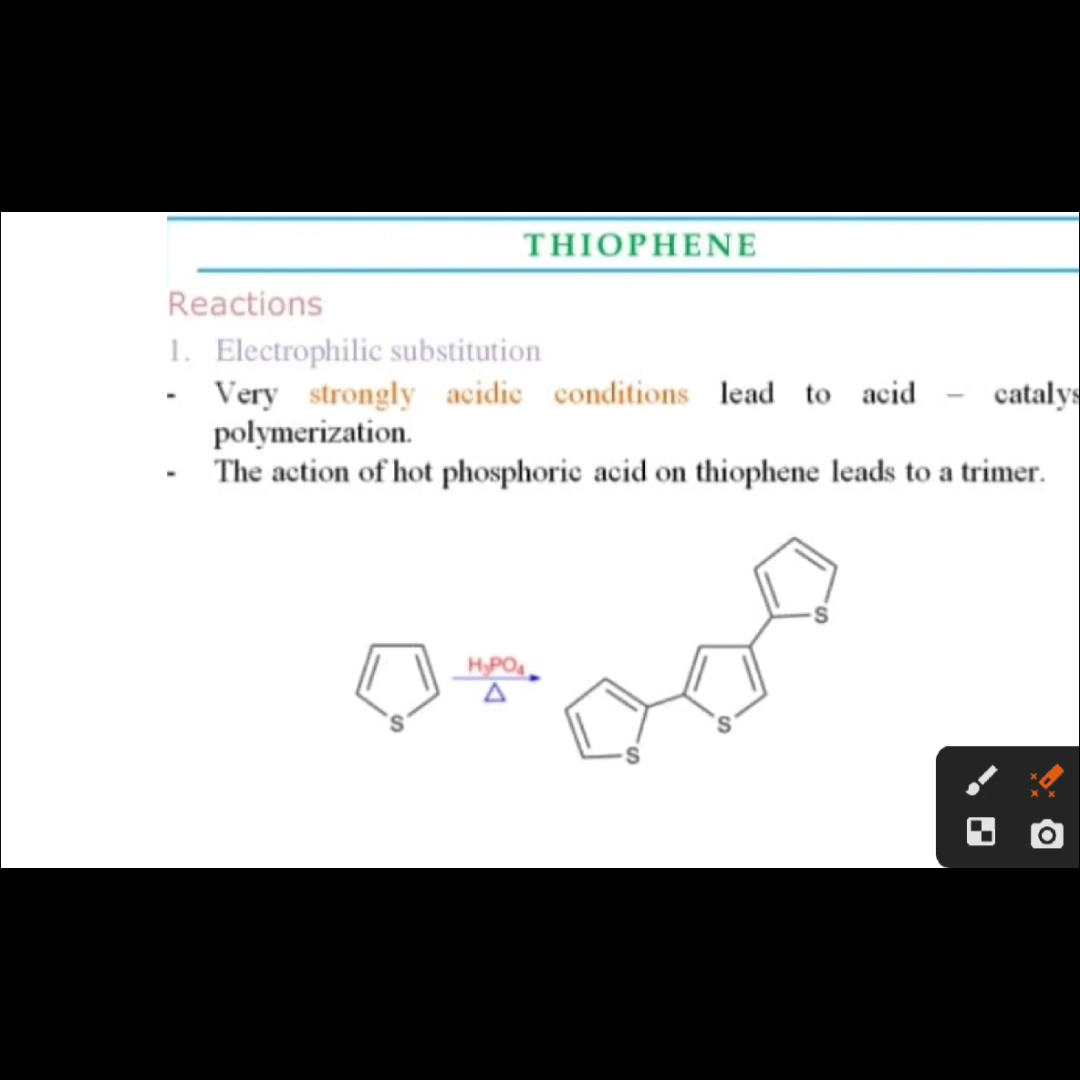 THIOPHENE
Reactions
1. Electrophilic substitution
- Very strongly acidic conditions lead to acid – catalys
polymerization.
- The action of hot phosphoric acid on thiophene leads to a trimer.
H₃PO₄
Δ
S
S
S
S